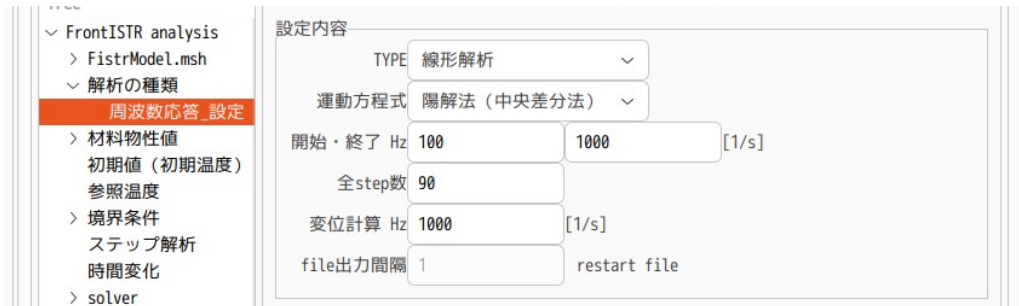 FrontISTR analysis
FistrModel.msh
解析の種類
周波数応答_設定
材料物性値
初期値（初期温度）
参照温度
境界条件
ステップ解析
時間変化
solver
設定内容
TYPE 線形解析
運動方程式 陽解法（中央差分法）
開始・終了 Hz 100 1000 [1/s]
全step数 90
変位計算 Hz 1000 [1/s]
file出力間隔 1 restart file